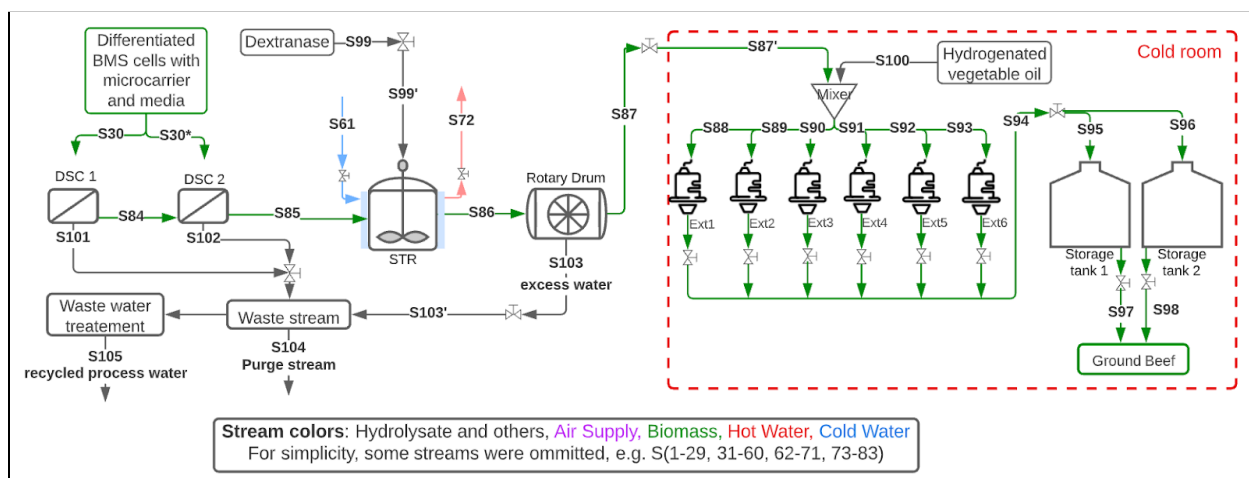 Differentiated
BMS cells with
microcarrier
and media
Dextranase
S99
S99'
S87'
S100
Hydrogenated
vegetable oil
Cold room
Mixer
S30
S30*
S61
S72
S87
S88
S89
S90
S91
S92
S93
S94
S95
S96
DSC 1
DSC 2
Rotary Drum
S84
S85
S86
S101
S102
STR
Ext1
Ext2
Ext3
Ext4
Ext5
Ext6
Storage
tank 1
Storage
tank 2
S103
excess water
Waste water
treatement
Waste stream
S103'
S97
S98
S105
recycled process water
S104
Purge stream
Ground Beef
Stream colors: Hydrolysate and others, Air Supply, Biomass, Hot Water, Cold Water
For simplicity, some streams were ommitted, e.g. S(1-29, 31-60, 62-71, 73-83)